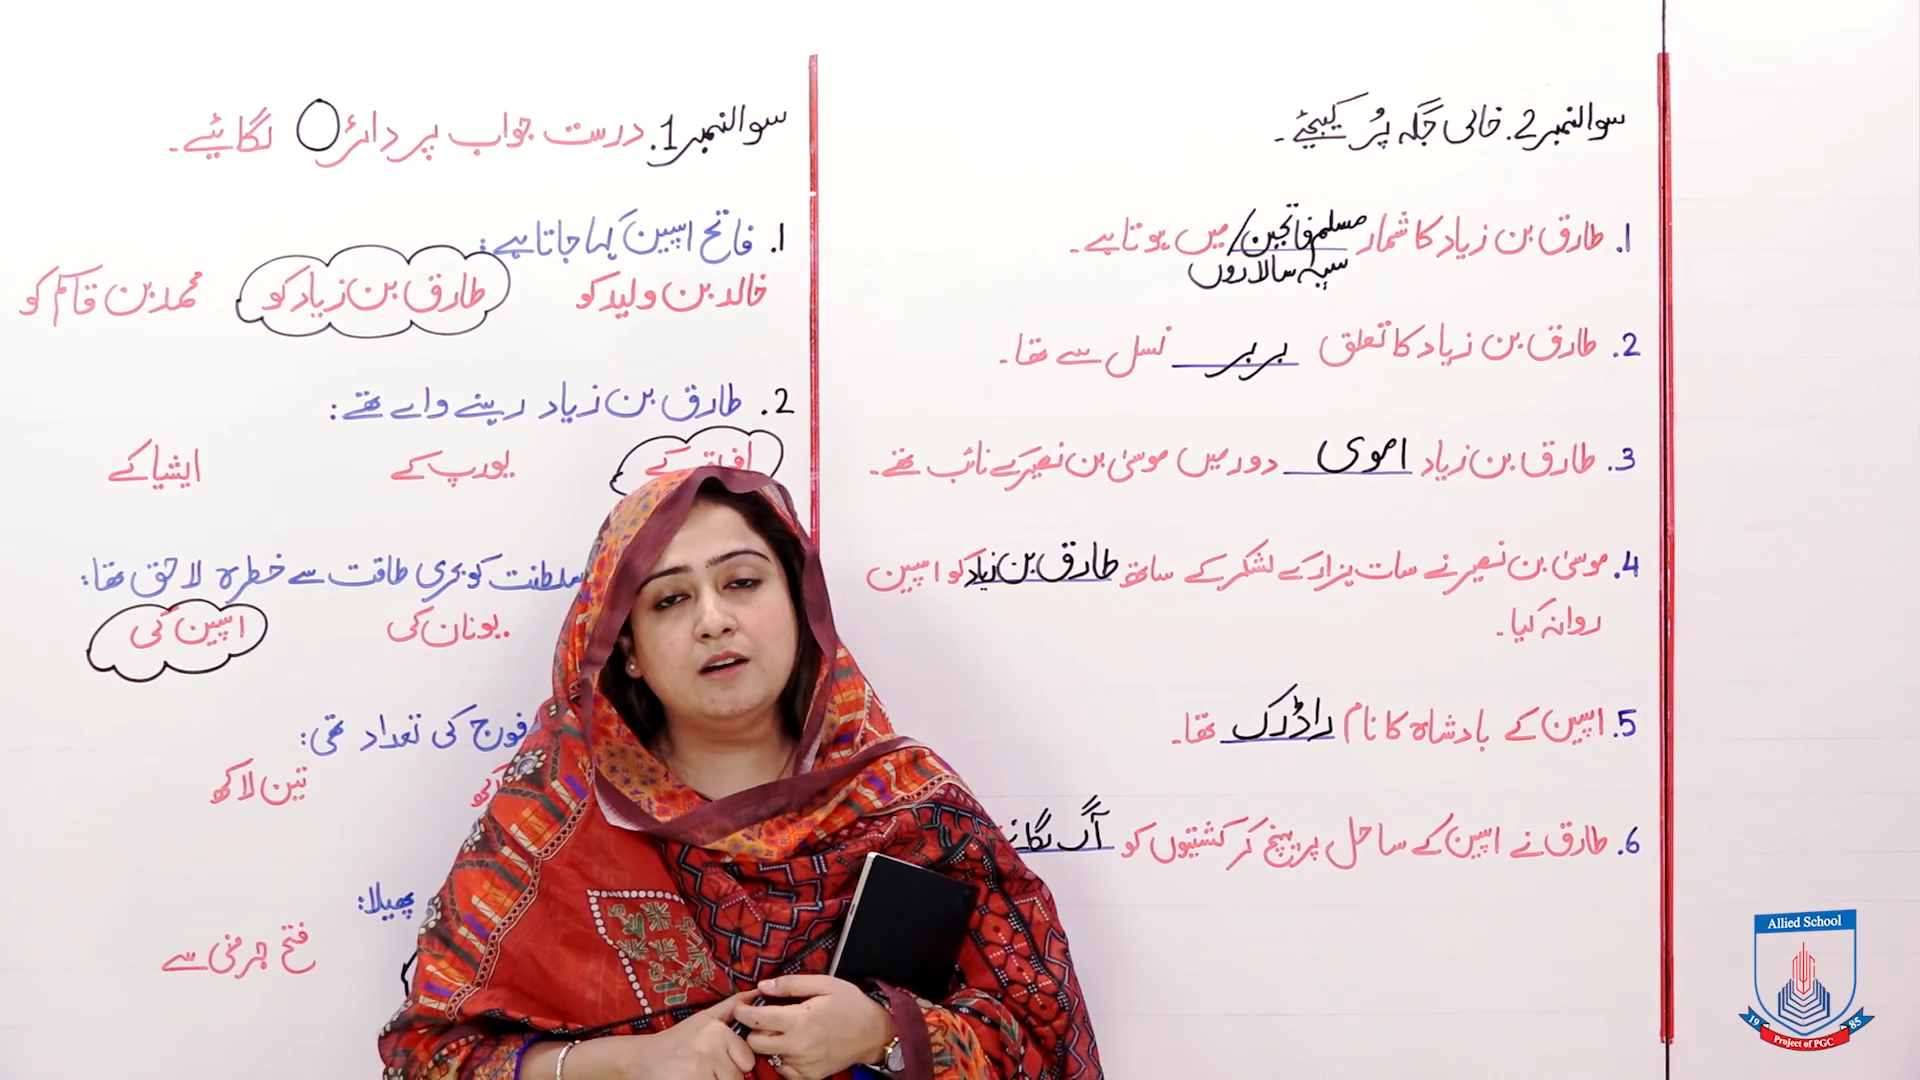 سوالنمبر 2. خالی جگہ پُر کیجئے۔
1. طارق بن زیاد کا شمار مسلم فاتحین/ میں ہوتا ہے۔
سپہ سالاروں
2. طارق بن زیاد کا تعلق بربر نسل سے تھا۔
3. طارق بن زیاد اموی دور میں موسیٰ بن نصیر کے نائب تھے۔
4. موسیٰ بن نصیر نے سات ہزار کے لشکر کے ساتھ طارق بن زیاد کو اسپین
روانہ کیا۔
5. اسپین کے بادشاہ کا نام راڈرک تھا۔
6. طارق نے اسپین کے ساحل پر پہنچ کر کشتیوں کو آگ لگا
سوالنمبر 1. درست جواب پر دائرہ لگائیے۔
1. فاتح اسپین کہا جاتا ہے:
خالد بن ولید کو طارق بن زیاد کو محمد بن قاسم کو
2. طارق بن زیاد رہنے والے تھے:
کے یورپ کے ایشیا کے
سلطنت کو بحری طاقت سے خطرہ لاحق تھا:
یونان کی اسپین کی
فوج کی تعداد تھی:
تین لاکھ
پھیلا:
فتح جرمنی سے
Allied School
19 85
Project of PGC